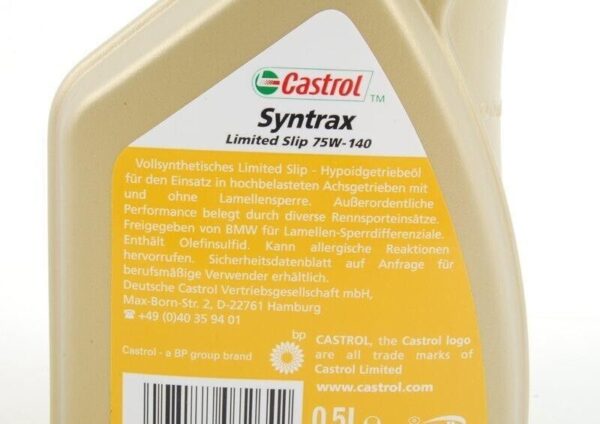 Castrol
TM
Syntrax
Limited Slip 75W-140
Vollsynthetisches Limited Slip - Hypoidgetriebeöl
für den Einsatz in hochbelasteten Achsgetrieben mit
und ohne Lamellensperre. Außerordentliche
Performance belegt durch diverse Rennsporteinsätze.
Freigegeben von BMW für Lamellen-Sperrdifferenziale.
Enthält Olefinsulfid. Kann allergische Reaktionen
hervorrufen. Sicherheitsdatenblatt auf Anfrage für
berufsmäßige Verwender erhältlich.
Deutsche Castrol Vertriebsgesellschaft mbH,
Max-Born-Str. 2, D-22761 Hamburg
☎ +49 (0)40 35 94 01
Castrol - a BP group brand
bp
CASTROL, the Castrol logo
are all trade marks of
Castrol Limited
www.castrol.com
0.5L